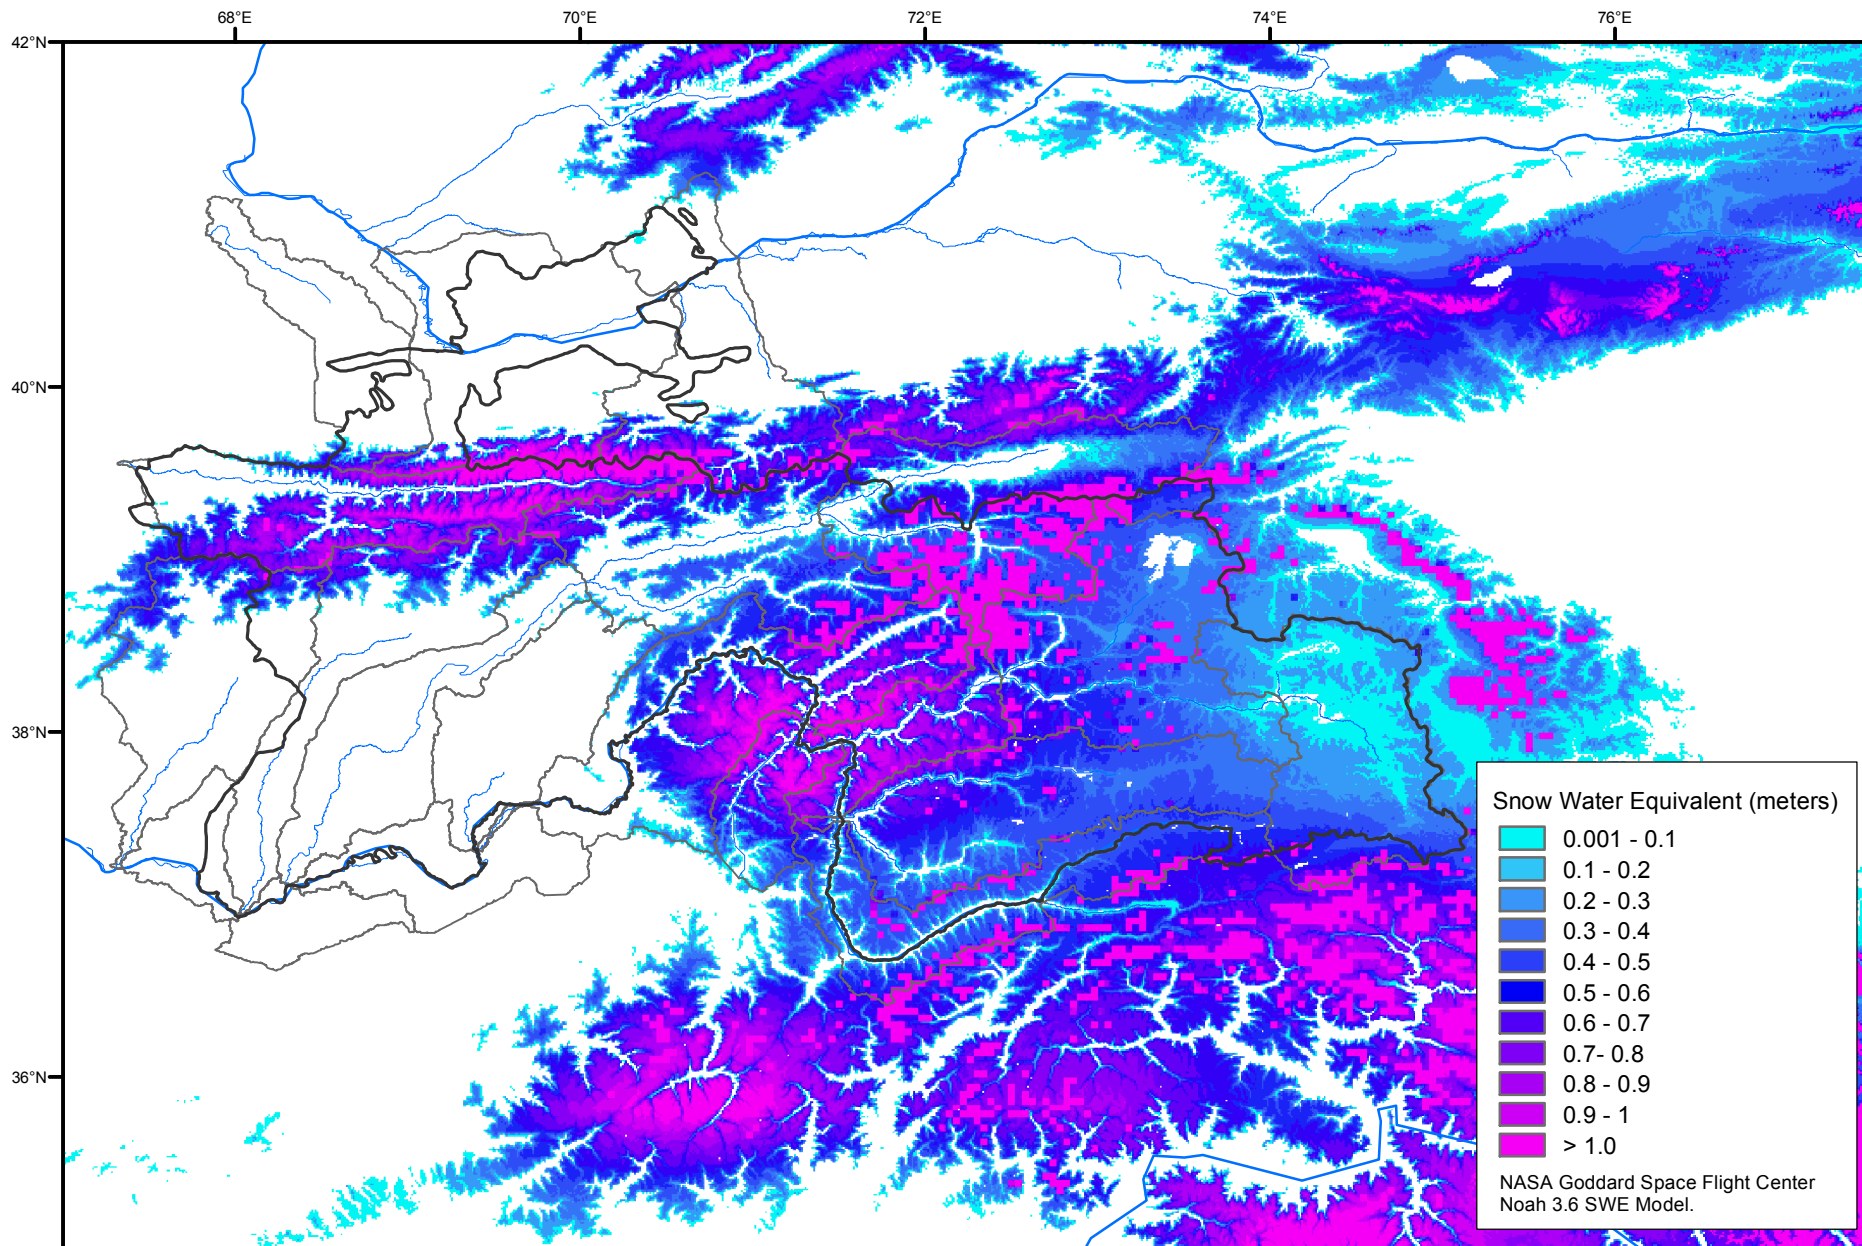 68°E 70°E 72°E 74°E 76°E
42°N
40°N
38°N
36°N
Snow Water Equivalent (meters)
0.001 - 0.1
0.1 - 0.2
0.2 - 0.3
0.3 - 0.4
0.4 - 0.5
0.5 - 0.6
0.6 - 0.7
0.7- 0.8
0.8 - 0.9
0.9 - 1
> 1.0
NASA Goddard Space Flight Center
Noah 3.6 SWE Model.